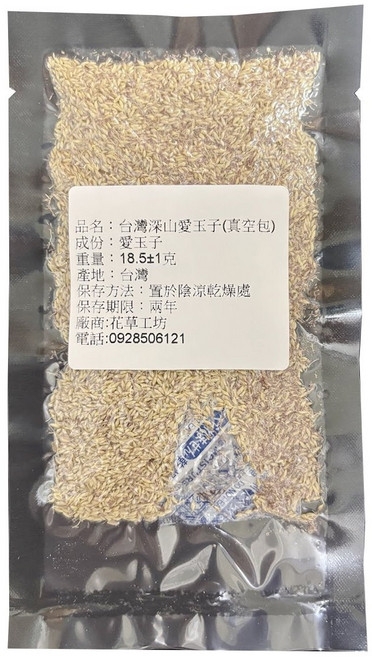 品名：台灣深山愛玉子(真空包)
成份：愛玉子
重量：18.5±1克
產地：台灣
保存方法：置於陰涼乾燥處
保存期限：兩年
廠商:花草工坊
電話:0928506121